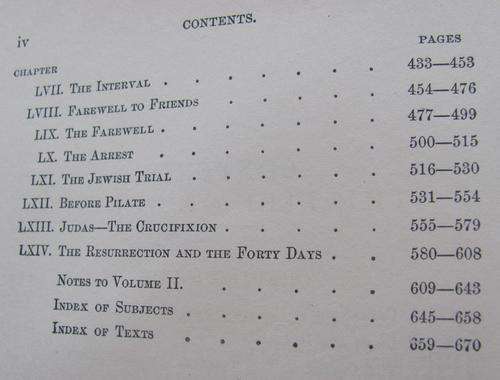 CONTENTS.
iv
PAGES
CHAPTER
LVII. THE INTERVAL . . . . . . 433—453
LVIII. FAREWELL TO FRIENDS . . . . . 454—476
LIX. THE FAREWELL . . . . . . 477—499
LX. THE ARREST . . . . . . 500—515
LXI. THE JEWISH TRIAL . . . . . 516—530
LXII. BEFORE PILATE . . . . . . 531—554
LXIII. JUDAS—THE CRUCIFIXION . . . . . 555—579
LXIV. THE RESURRECTION AND THE FORTY DAYS . . 580—608
NOTES TO VOLUME II. . . . . . 609—643
INDEX OF SUBJECTS . . . . . . 645—658
INDEX OF TEXTS . . . . . . 659—670